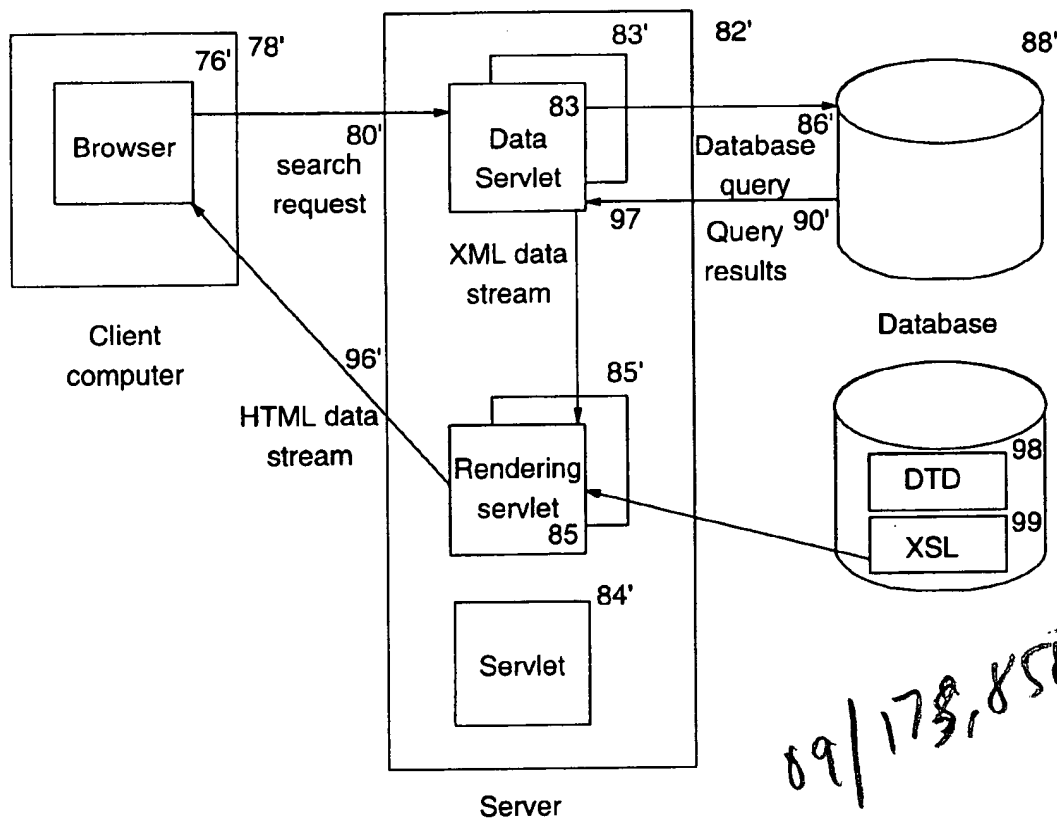 83'
82'
88'
78'
76'
83
Data
Servlet
Browser
80'
search
request
86'
Database
query
97
90'
Query
results
XML data
stream
Database
Client
computer
96'
85'
HTML data
stream
Rendering
servlet
85
98
DTD
99
XSL
84'
Servlet
Server